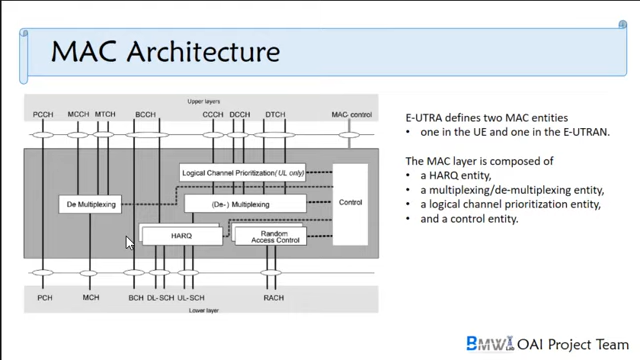 MAC Architecture
Upper layers
PCCH MCCH MTCH BCCH CCCH DCCH DTCH MAC-control
Logical Channel Prioritization (UL only)
De Multiplexing
(De-) Multiplexing
Control
HARQ
Random
Access Control
PCH MCH BCH DL-SCH UL-SCH RACH
Lower layer
E-UTRA defines two MAC entities
• one in the UE and one in the E-UTRAN.
The MAC layer is composed of
• a HARQ entity,
• a multiplexing/de-multiplexing entity,
• a logical channel prioritization entity,
• and a control entity.
BMW OAI Project Team